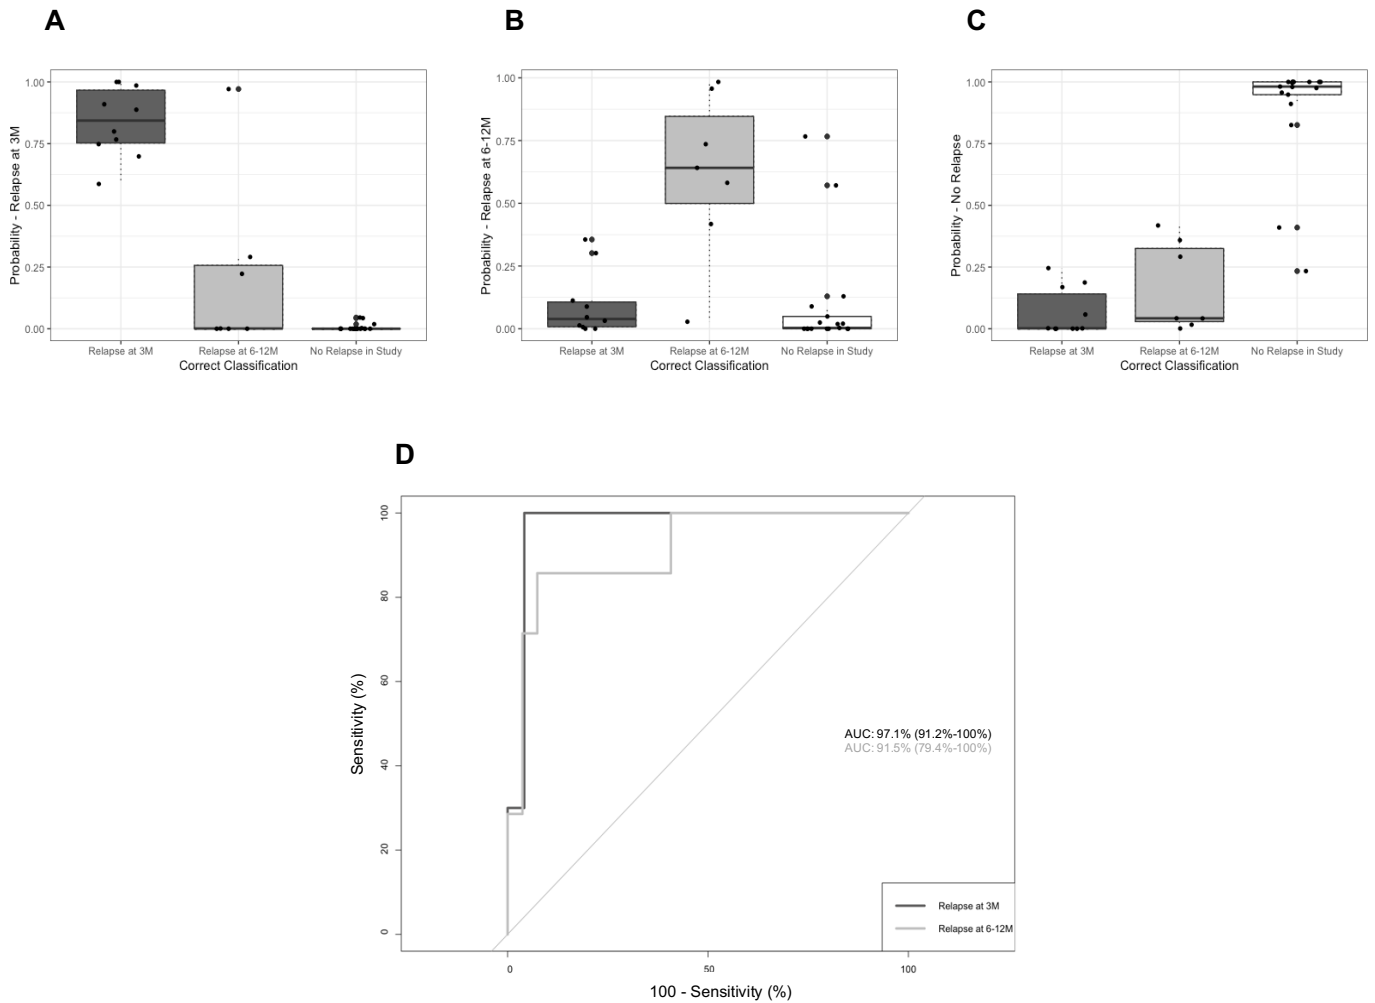 A
Probability - Relapse at 3M
1.00
0.75
0.50
0.25
0.00
Relapse at 3M
Relapse at 6-12M
No Relapse in Study
Correct Classification
B
Probability - Relapse at 6-12M
1.00
0.75
0.50
0.25
0.00
Relapse at 3M
Relapse at 6-12M
No Relapse in Study
Correct Classification
C
Probability - No Relapse
1.00
0.75
0.50
0.25
0.00
Relapse at 3M
Relapse at 6-12M
No Relapse in Study
Correct Classification
D
Sensitivity (%)
100
80
60
40
20
0
AUC: 97.1% (91.2%-100%)
AUC: 91.5% (79.4%-100%)
Relapse at 3M
Relapse at 6-12M
0
50
100
100 - Sensitivity (%)